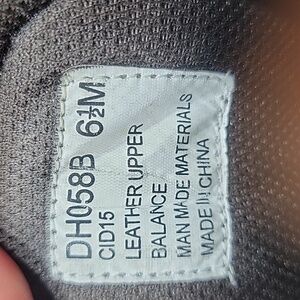 DH058B 6½M
CID15
LEATHER UPPER
BALANCE
MAN MADE MATERIALS
MADE IN CHINA